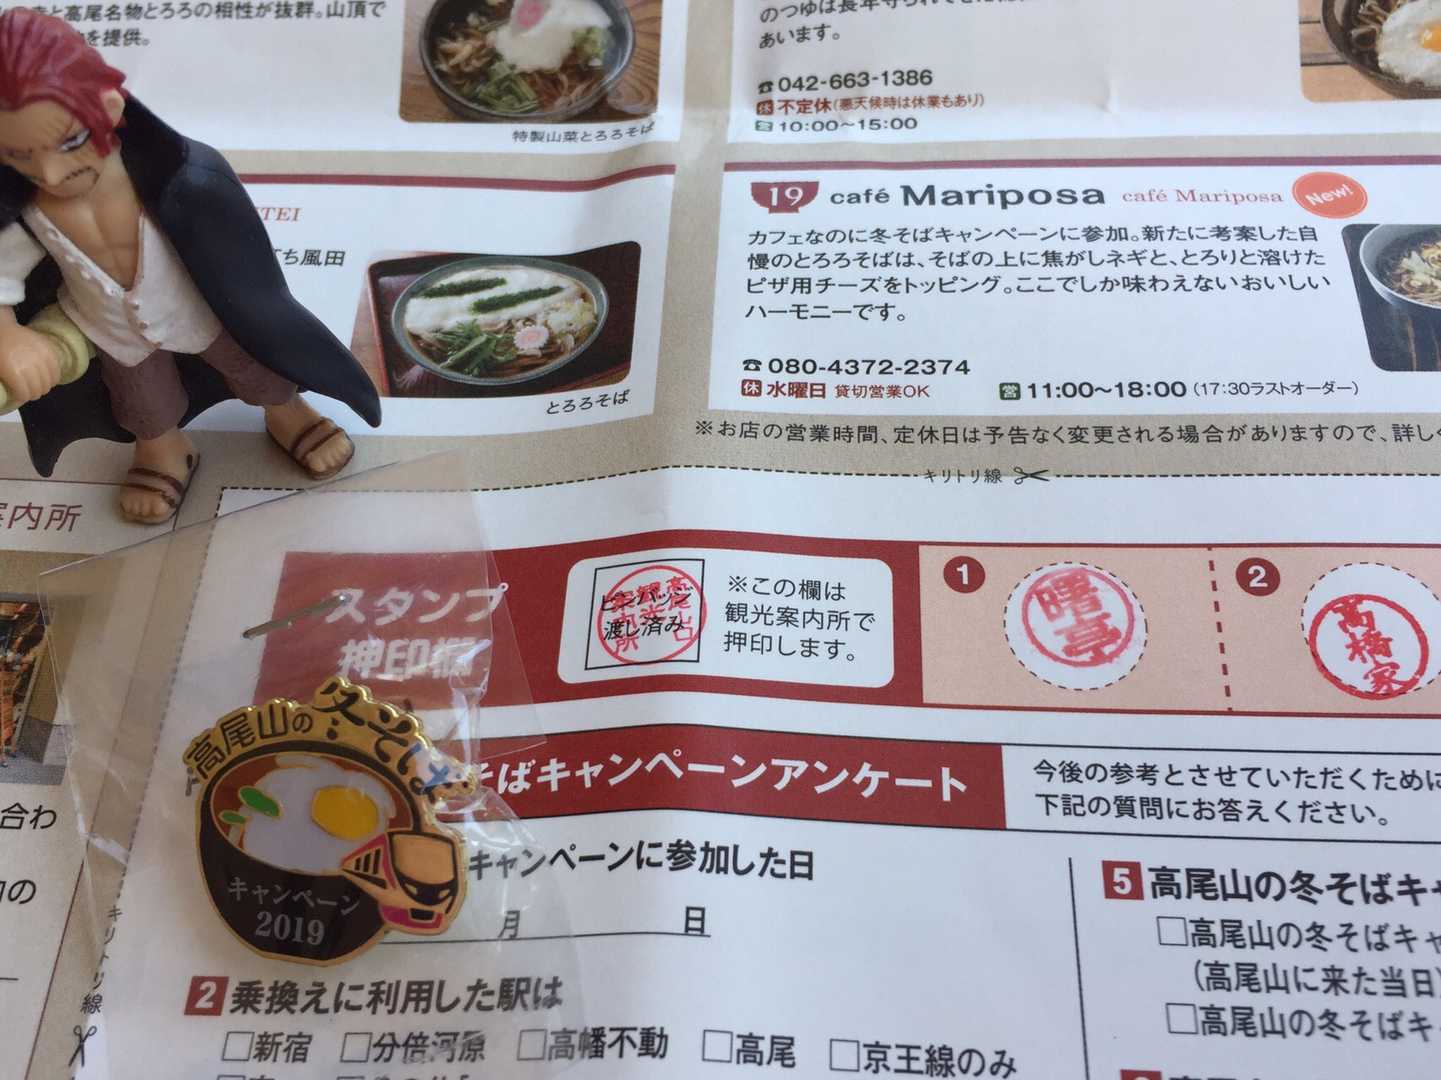 と高尾名物とろろの相性が抜群。山頂で
を提供。
特製山菜とろろそば
のつゆは長年守られて
あいます。
☎042-663-1386
休 不定休(悪天候時は休業もあり)
営 10:00〜15:00
TEI
ち風田
とろろそば
19 café Mariposa café Mariposa New!
カフェなのに冬そばキャンペーンに参加。新たに考案した自
慢のとろろそばは、そばの上に焦がしネギと、とろりと溶けた
ピザ用チーズをトッピング。ここでしか味わえないおいしい
ハーモニーです。
☎080-4372-2374
休 水曜日 貸切営業OK 営 11:00〜18:00 (17:30ラストオーダー)
※お店の営業時間、定休日は予告なく変更される場合がありますので、詳し
キリトリ線
案内所
スタンプ
押印欄
ピンバッジ
渡し済み
※この欄は
観光案内所で
押印します。
1
曙亭
2
高橋家
高尾山の冬そば
キャンペーン
2019
そばキャンペーンアンケート
今後の参考とさせていただくために
下記の質問にお答えください。
合わ
の
キリトリ線
キャンペーンに参加した日
月 日
2 乗換えに利用した駅は
□新宿 □分倍河原 □高幡不動 □高尾 □京王線のみ
5 高尾山の冬そばキャ
□高尾山の冬そばキャ
(高尾山に来た当日)
□高尾山の冬そばキ